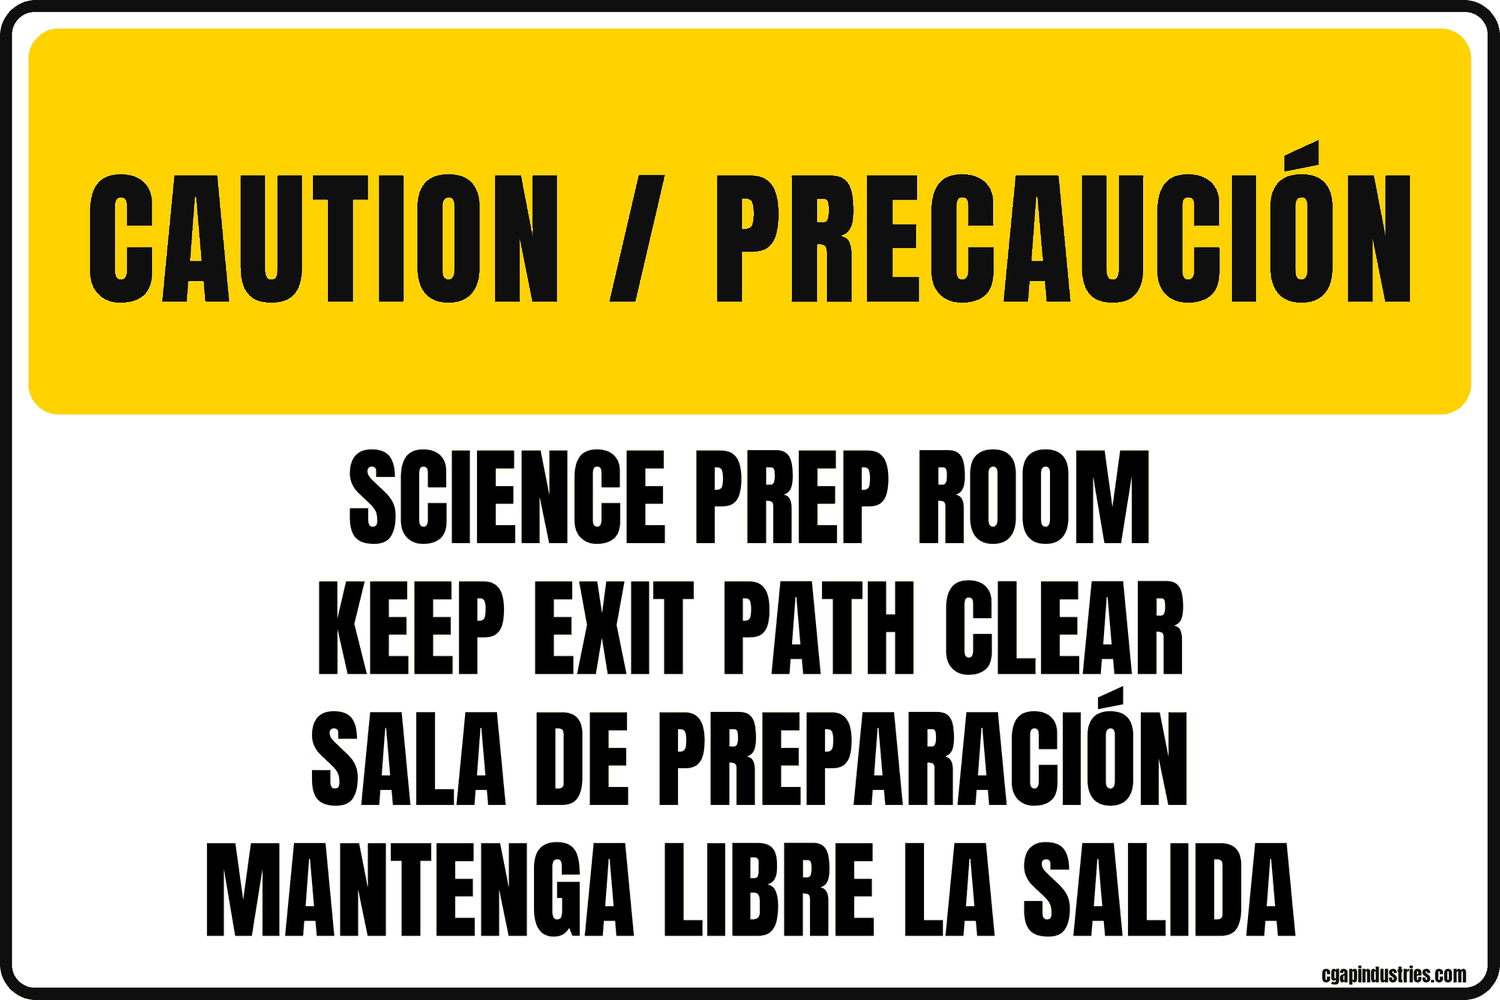 CAUTION / PRECAUCIÓN
SCIENCE PREP ROOM
KEEP EXIT PATH CLEAR
SALA DE PREPARACIÓN
MANTENGA LIBRE LA SALIDA
cgapindustries.com